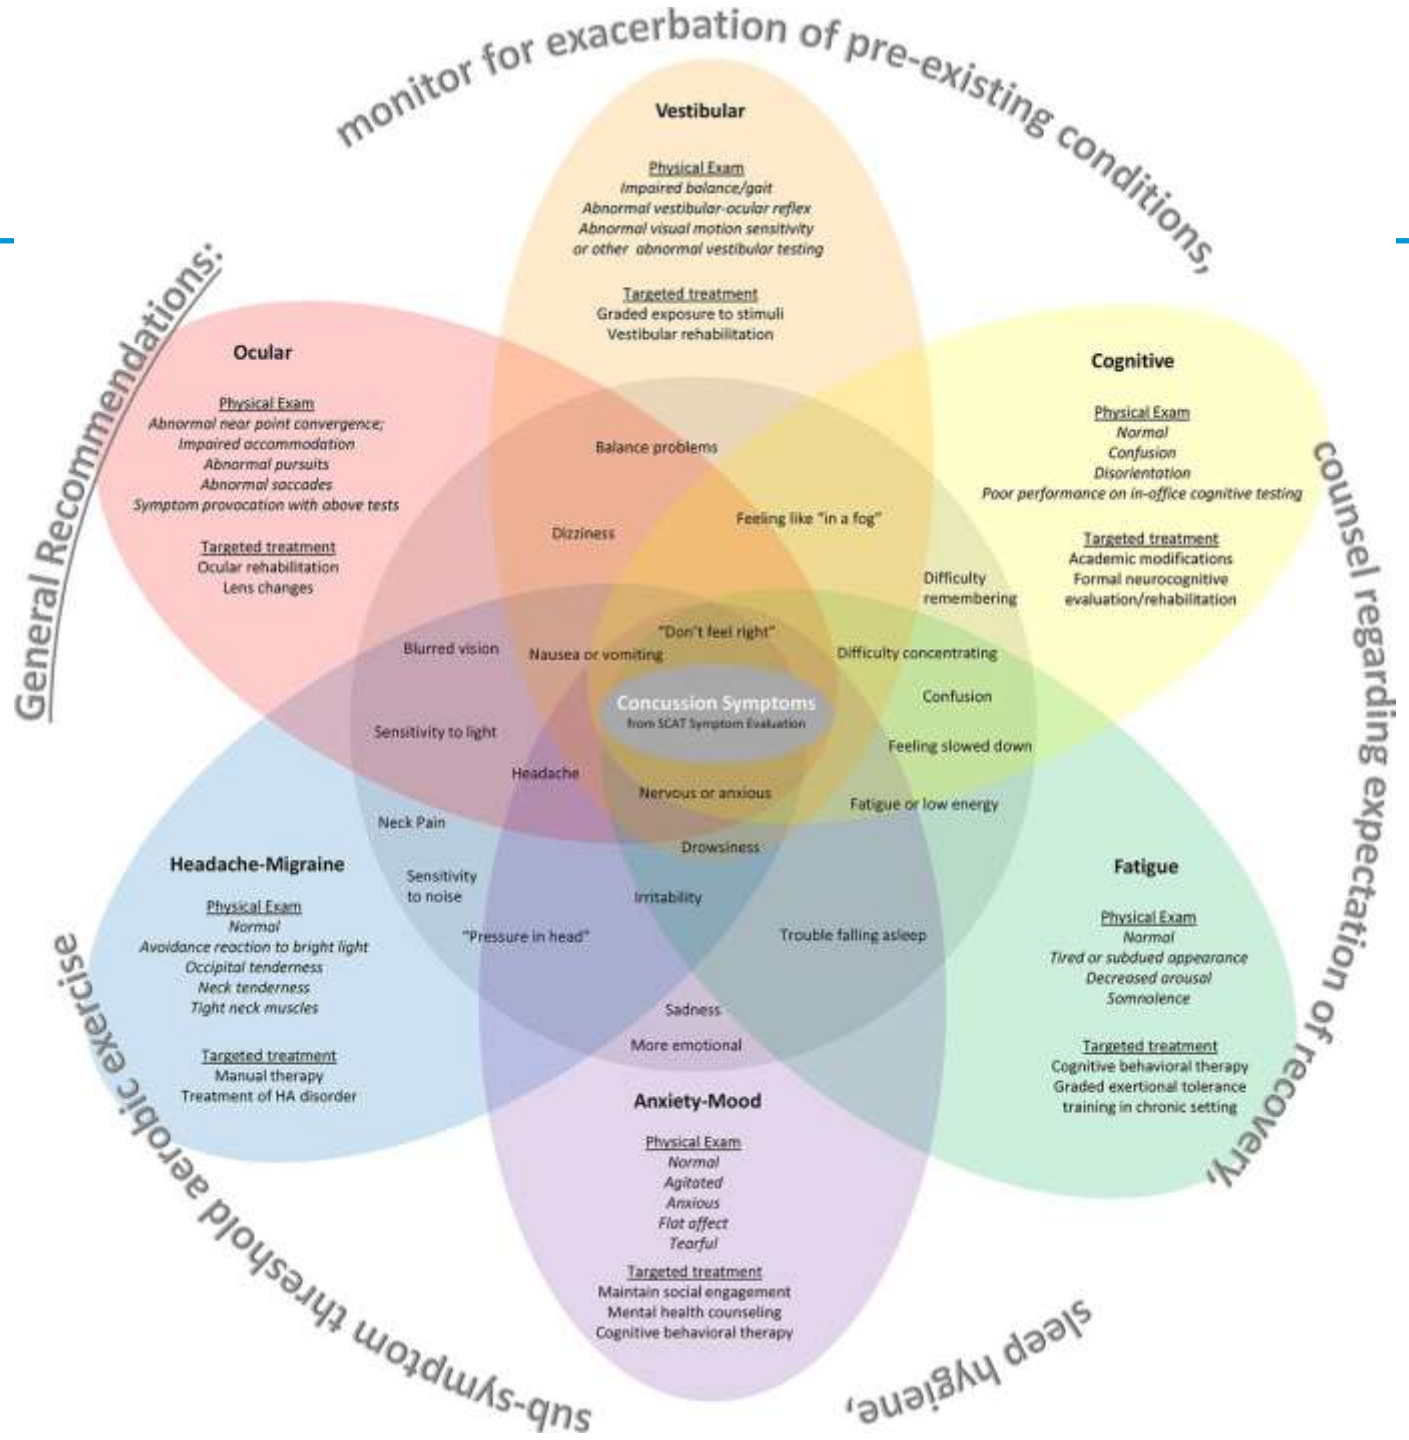 General Recommendations:
monitor for exacerbation of pre-existing conditions,
counsel regarding expectation of recovery,
sleep hygiene,
sub-symptom threshold aerobic exercise
Vestibular
Physical Exam
Impaired balance/gait
Abnormal vestibular-ocular reflex
Abnormal visual motion sensitivity
or other abnormal vestibular testing
Targeted treatment
Graded exposure to stimuli
Vestibular rehabilitation
Ocular
Physical Exam
Abnormal near point convergence;
Impaired accommodation
Abnormal pursuits
Abnormal saccades
Symptom provocation with above tests
Targeted treatment
Ocular rehabilitation
Lens changes
Cognitive
Physical Exam
Normal
Confusion
Disorientation
Poor performance on in-office cognitive testing
Targeted treatment
Academic modifications
Formal neurocognitive
evaluation/rehabilitation
Balance problems
Feeling like "in a fog"
Dizziness
Difficulty
remembering
"Don't feel right"
Blurred vision
Nausea or vomiting
Difficulty concentrating
Concussion Symptoms
from SCAT Symptom Evaluation
Confusion
Sensitivity to light
Feeling slowed down
Headache
Nervous or anxious
Fatigue or low energy
Neck Pain
Drowsiness
Sensitivity
to noise
Irritability
"Pressure in head"
Trouble falling asleep
Sadness
More emotional
Headache-Migraine
Physical Exam
Normal
Avoidance reaction to bright light
Occipital tenderness
Neck tenderness
Tight neck muscles
Targeted treatment
Manual therapy
Treatment of HA disorder
Fatigue
Physical Exam
Normal
Tired or subdued appearance
Decreased arousal
Somnolence
Targeted treatment
Cognitive behavioral therapy
Graded exertional tolerance
training in chronic setting
Anxiety-Mood
Physical Exam
Normal
Agitated
Anxious
Flat affect
Tearful
Targeted treatment
Maintain social engagement
Mental health counseling
Cognitive behavioral therapy